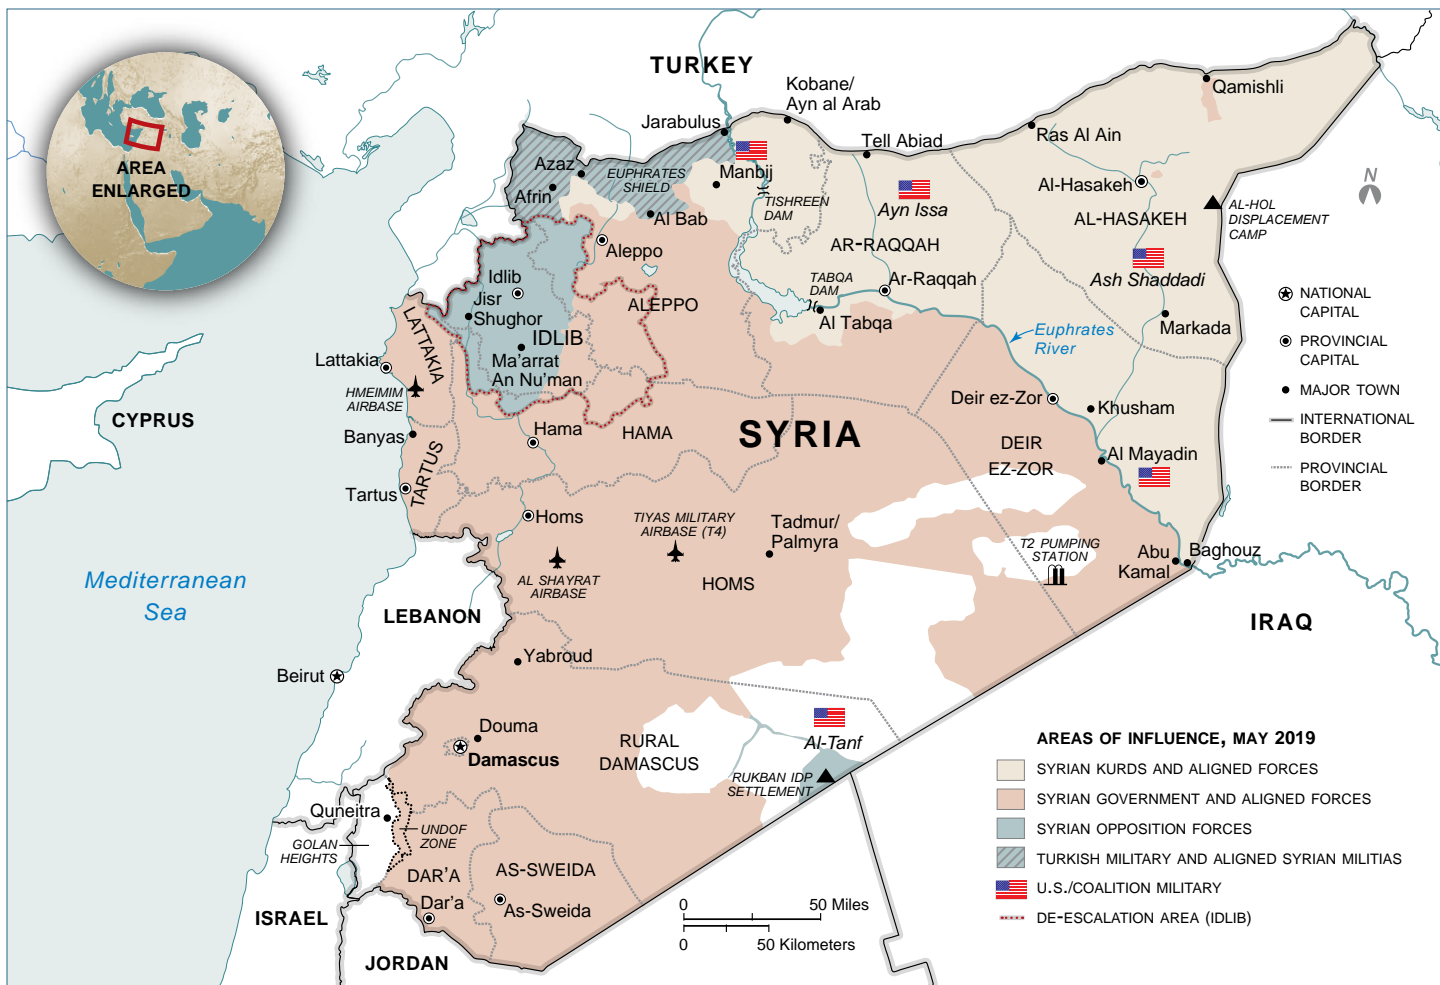 AREA
ENLARGED
TURKEY
Kobane/
Ayn al Arab
Qamishli
Jarabulus
Ras Al Ain
Tell Abiad
Azaz
EUPHRATES
SHIELD
Manbij
Afrin
TISHREEN
DAM
Al Bab
Ayn Issa
Al-Hasakeh
AL-HASAKEH
AL-HOL
DISPLACEMENT
CAMP
N
Aleppo
AR-RAQQAH
Ash Shaddadi
TABQA
DAM
Ar-Raqqah
Idlib
Jisr
Shughor
ALEPPO
Al Tabqa
Markada
Euphrates
River
LATTAKIA
IDLIB
Ma'arrat
An Nu'man
Lattakia
HMEIMIM
AIRBASE
CYPRUS
Banyas
TARTUS
Tartus
Hama
HAMA
SYRIA
Deir ez-Zor
Khusham
DEIR
EZ-ZOR
Al Mayadin
Homs
TIYAS MILITARY
AIRBASE (T4)
Tadmur/
Palmyra
T2 PUMPING
STATION
Abu
Kamal
Baghouz
AL SHAYRAT
AIRBASE
HOMS
Mediterranean
Sea
LEBANON
IRAQ
Beirut
Yabroud
Douma
Damascus
RURAL
DAMASCUS
Al-Tanf
RUKBAN IDP
SETTLEMENT
Quneitra
GOLAN
HEIGHTS
UNDOF
ZONE
DAR'A
Dar'a
AS-SWEIDA
As-Sweida
ISRAEL
JORDAN
0 50 Miles
0 50 Kilometers
NATIONAL
CAPITAL
PROVINCIAL
CAPITAL
MAJOR TOWN
INTERNATIONAL
BORDER
PROVINCIAL
BORDER
AREAS OF INFLUENCE, MAY 2019
SYRIAN KURDS AND ALIGNED FORCES
SYRIAN GOVERNMENT AND ALIGNED FORCES
SYRIAN OPPOSITION FORCES
TURKISH MILITARY AND ALIGNED SYRIAN MILITIAS
U.S./COALITION MILITARY
DE-ESCALATION AREA (IDLIB)